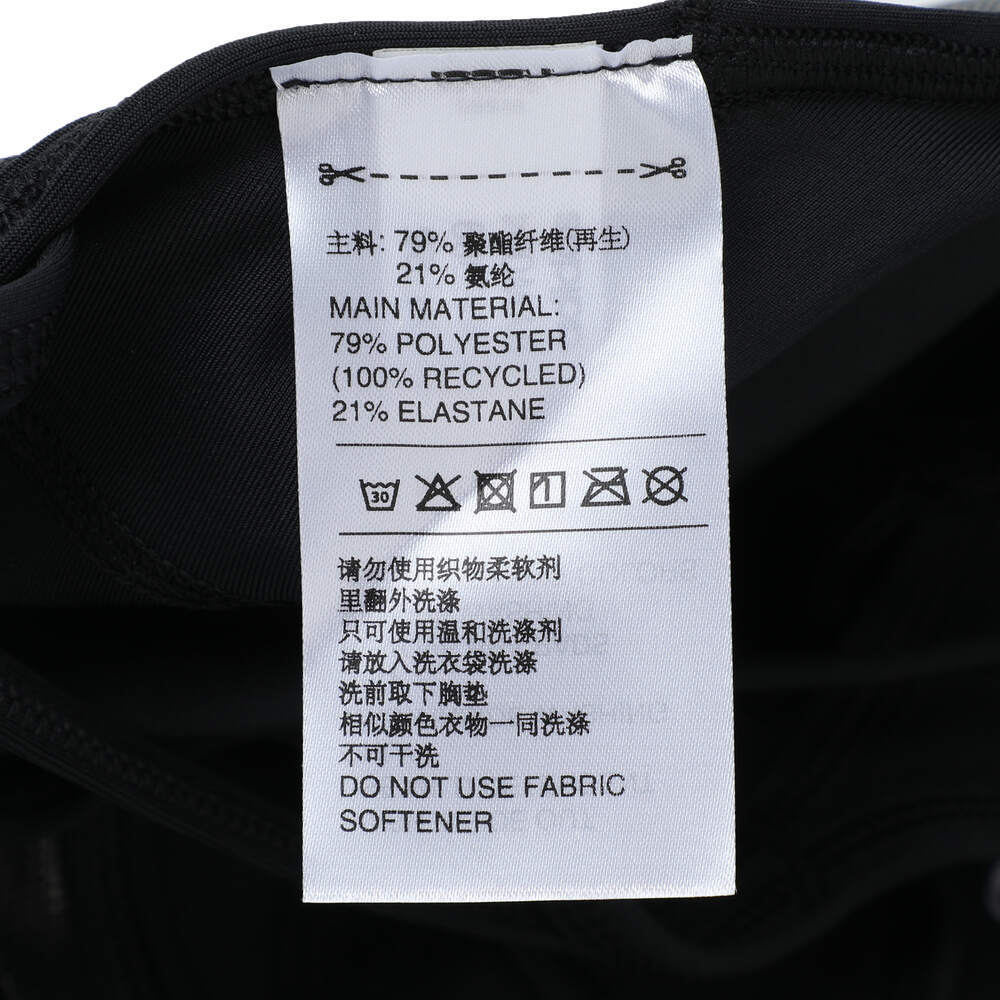 主料: 79% 聚酯纤维(再生)
21% 氨纶
MAIN MATERIAL:
79% POLYESTER
(100% RECYCLED)
21% ELASTANE
30
请勿使用织物柔软剂
里翻外洗涤
只可使用温和洗涤剂
请放入洗衣袋洗涤
洗前取下胸垫
相似颜色衣物一同洗涤
不可干洗
DO NOT USE FABRIC
SOFTENER